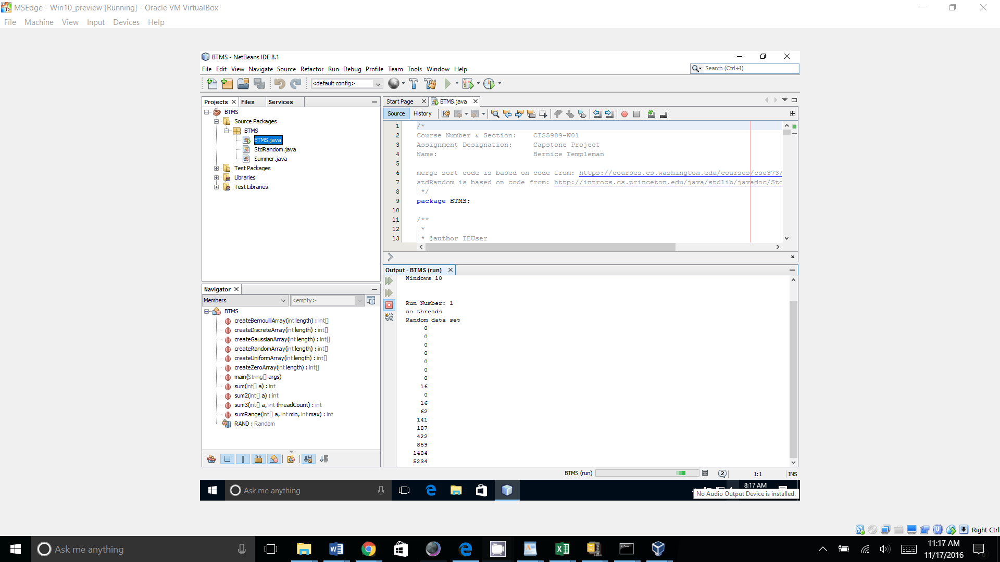 MSEdge - Win10_preview [Running] - Oracle VM VirtualBox
File Machine View Input Devices Help
BTMS - NetBeans IDE 8.1
File Edit View Navigate Source Refactor Run Debug Profile Team Tools Window Help
Search (Ctrl+I)
<default config>
Projects Files Services
BTMS
Source Packages
BTMS
BTMS.java
StdRandom.java
Summer.java
Test Packages
Libraries
Test Libraries
Start Page BTMS.java
Source History
1 /*
2 Course Number & Section: CIS5989-W01
3 Assignment Designation: Capstone Project
4 Name: Bernice Templeman
5
6 merge sort code is based on code from: https://courses.cs.washington.edu/courses/cse373/
7 stdRandom is based on code from: http://introcs.cs.princeton.edu/java/stdlib/javadoc/Std
8 */
9 package BTMS;
10
11 /**
12 *
13 * @author IEUser
Navigator
Members <empty>
BTMS
createBernoulliArray(int length) : int[]
createDiscreteArray(int length) : int[]
createGaussianArray(int length) : int[]
createRandomArray(int length) : int[]
createUniformArray(int length) : int[]
createZeroArray(int length) : int[]
main(String[] args)
sum(int[] a) : int
sum2(int[] a) : int
sum3(int[] a, int threadCount) : int
sumRange(int[] a, int min, int max) : int
RAND : Random
Output - BTMS (run)
Windows 10
Run Number: 1
no threads
Random data set
0
0
0
0
0
0
0
16
0
16
62
141
187
422
859
1484
5234
BTMS (run) 2 1:1 INS
Ask me anything
8:17 AM
No Audio Output Device is installed.
Right Ctrl
Ask me anything
11:17 AM
11/17/2016